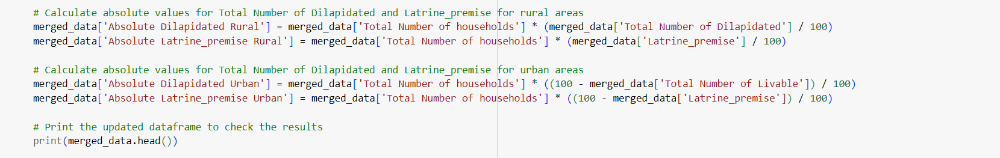 # Calculate absolute values for Total Number of Dilapidated and Latrine_premise for rural areas
merged_data['Absolute Dilapidated Rural'] = merged_data['Total Number of households'] * (merged_data['Total Number of Dilapidated'] / 100)
merged_data['Absolute Latrine_premise Rural'] = merged_data['Total Number of households'] * (merged_data['Latrine_premise'] / 100)
# Calculate absolute values for Total Number of Dilapidated and Latrine_premise for urban areas
merged_data['Absolute Dilapidated Urban'] = merged_data['Total Number of households'] * ((100 - merged_data['Total Number of Livable']) / 100)
merged_data['Absolute Latrine_premise Urban'] = merged_data['Total Number of households'] * ((100 - merged_data['Latrine_premise']) / 100)
# Print the updated dataframe to check the results
print(merged_data.head())